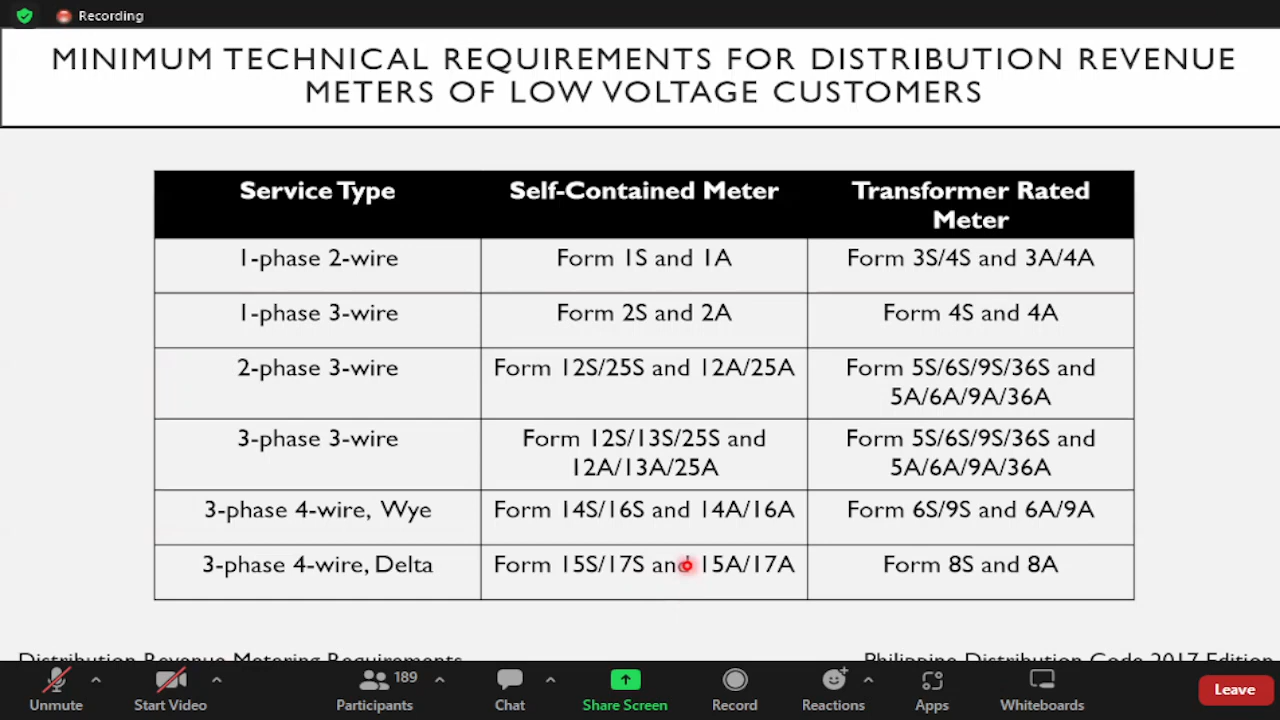 Recording
MINIMUM TECHNICAL REQUIREMENTS FOR DISTRIBUTION REVENUE
METERS OF LOW VOLTAGE CUSTOMERS
Service Type
Self-Contained Meter
Transformer Rated
Meter
1-phase 2-wire
Form 1S and 1A
Form 3S/4S and 3A/4A
1-phase 3-wire
Form 2S and 2A
Form 4S and 4A
2-phase 3-wire
Form 12S/25S and 12A/25A
Form 5S/6S/9S/36S and
5A/6A/9A/36A
3-phase 3-wire
Form 12S/13S/25S and
12A/13A/25A
Form 5S/6S/9S/36S and
5A/6A/9A/36A
3-phase 4-wire, Wye
Form 14S/16S and 14A/16A
Form 6S/9S and 6A/9A
3-phase 4-wire, Delta
Form 15S/17S and 15A/17A
Form 8S and 8A
Distribution Revenue Metering Requirements
Philippine Distribution Code 2017 Edition
Unmute
Start Video
189
Participants
Chat
Share Screen
Record
Reactions
Apps
Whiteboards
Leave